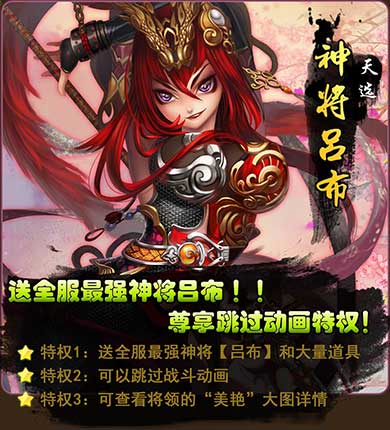 天选
神将吕布
送全服最强神将吕布！！
尊享跳过动画特权！
特权1：送全服最强神将【吕布】和大量道具
特权2：可以跳过战斗动画
特权3：可查看将领的“美艳”大图详情